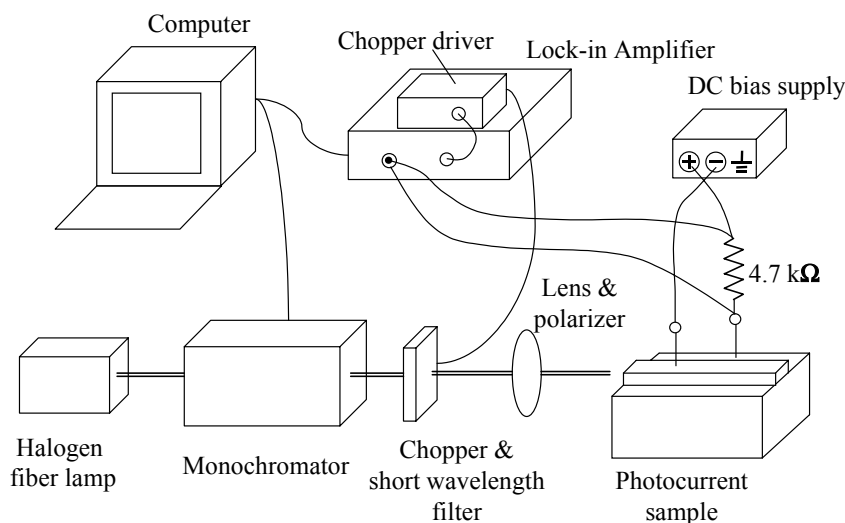 Computer
Chopper driver
Lock-in Amplifier
DC bias supply
4.7 kΩ
Lens &
polarizer
Halogen
fiber lamp
Monochromator
Chopper &
short wavelength
filter
Photocurrent
sample